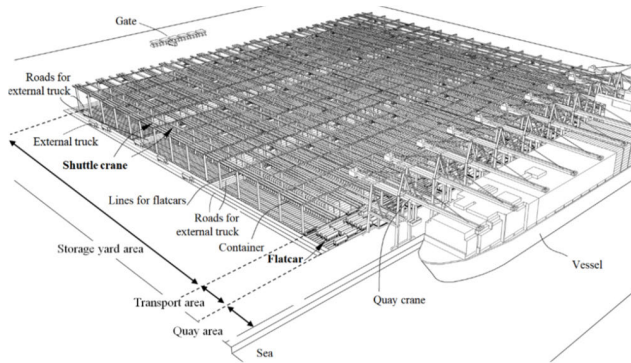 Gate
Roads for
external truck
External truck
Shuttle crane
Lines for flatcars
Roads for
external truck
Container
Flatcar
Storage yard area
Transport area
Quay area
Sea
Quay crane
Vessel